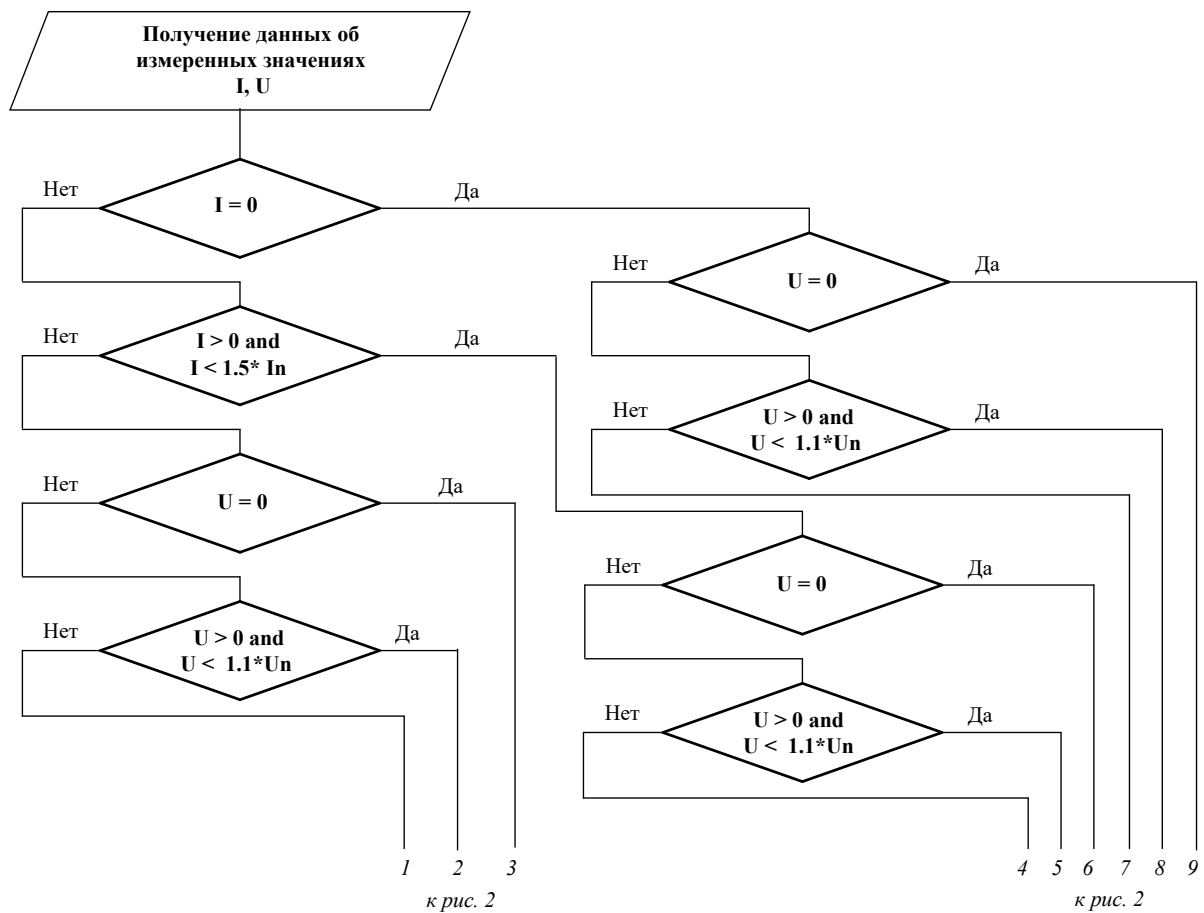 Получение данных об
измеренных значениях
I, U
Нет
I = 0
Да
Нет
U = 0
Да
Нет
I > 0 and
I < 1.5* In
Да
Нет
U > 0 and
U < 1.1*Un
Да
Нет
U = 0
Да
Нет
U = 0
Да
Нет
U > 0 and
U < 1.1*Un
Да
Нет
U > 0 and
U < 1.1*Un
Да
1 2 3
4 5 6 7 8 9
к рис. 2
к рис. 2